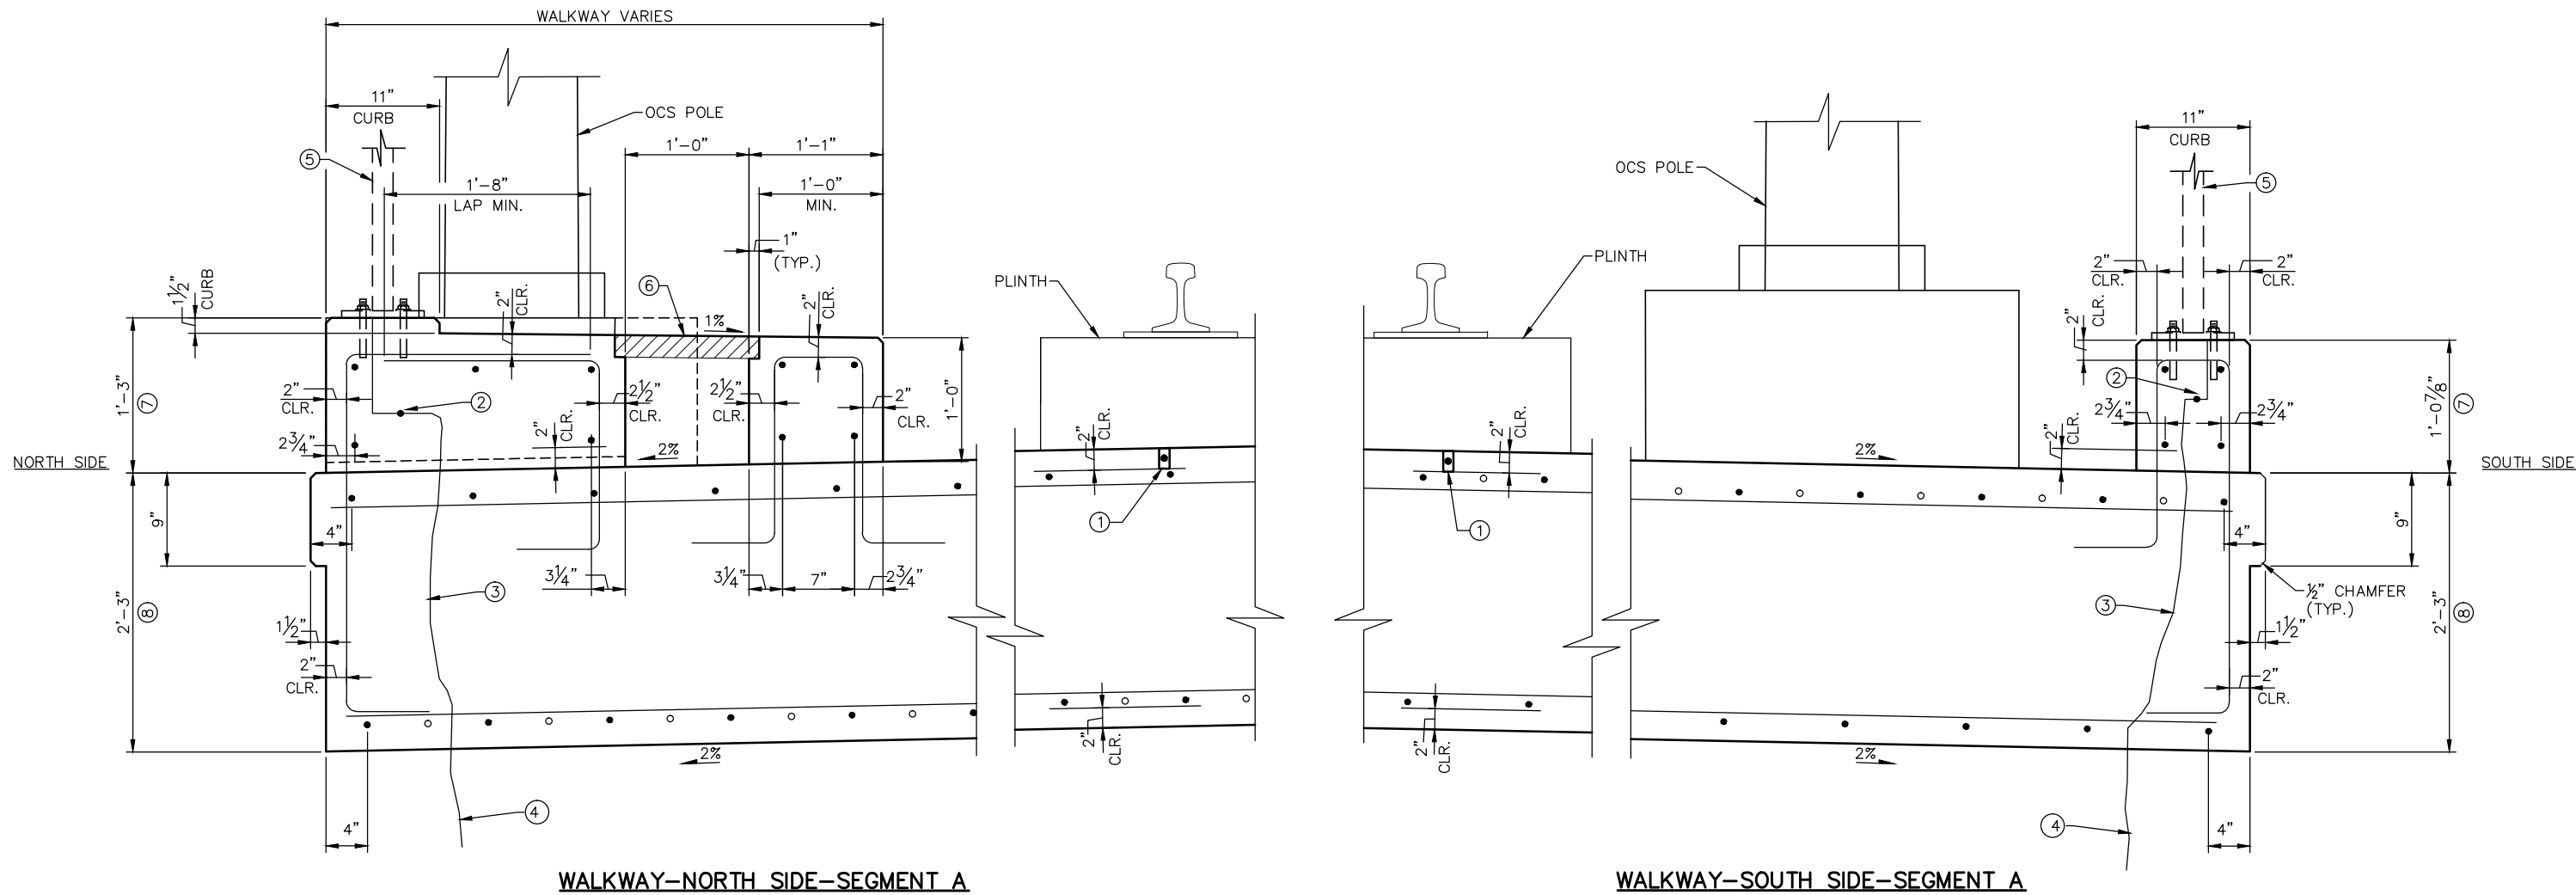 WALKWAY VARIES
11"
CURB
OCS POLE
5
1'-0"
1'-1"
1'-8"
LAP MIN.
1'-0"
MIN.
1"
(TYP.)
1½"
CURB
2"
CLR.
6
2"
CLR.
1%
1'-3"
7
2"
CLR.
2
2½"
CLR.
2½"
CLR.
2"
CLR.
1'-0"
2¾"
2"
CLR.
2%
NORTH SIDE
9"
4"
3¼"
3¼"
7"
2¾"
3
2'-3"
8
1½"
2"
CLR.
2%
4
4"
WALKWAY-NORTH SIDE-SEGMENT A
PLINTH
PLINTH
2"
CLR.
2"
CLR.
1
1
2"
CLR.
2"
CLR.
OCS POLE
11"
CURB
5
2"
CLR.
2"
CLR.
2"
CLR.
2
2¾"
2¾"
2"
CLR.
1'-0⅞"
7
2%
SOUTH SIDE
4"
9"
½" CHAMFER
(TYP.)
3
2'-3"
8
1½"
2"
CLR.
2%
4
4"
WALKWAY-SOUTH SIDE-SEGMENT A